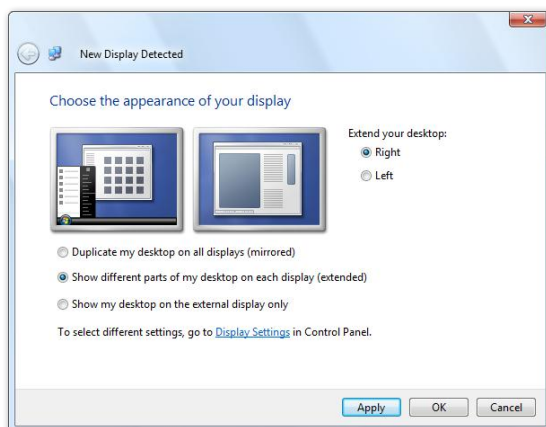 New Display Detected
Choose the appearance of your display
Extend your desktop:
Right
Left
Duplicate my desktop on all displays (mirrored)
Show different parts of my desktop on each display (extended)
Show my desktop on the external display only
To select different settings, go to Display Settings in Control Panel.
Apply OK Cancel